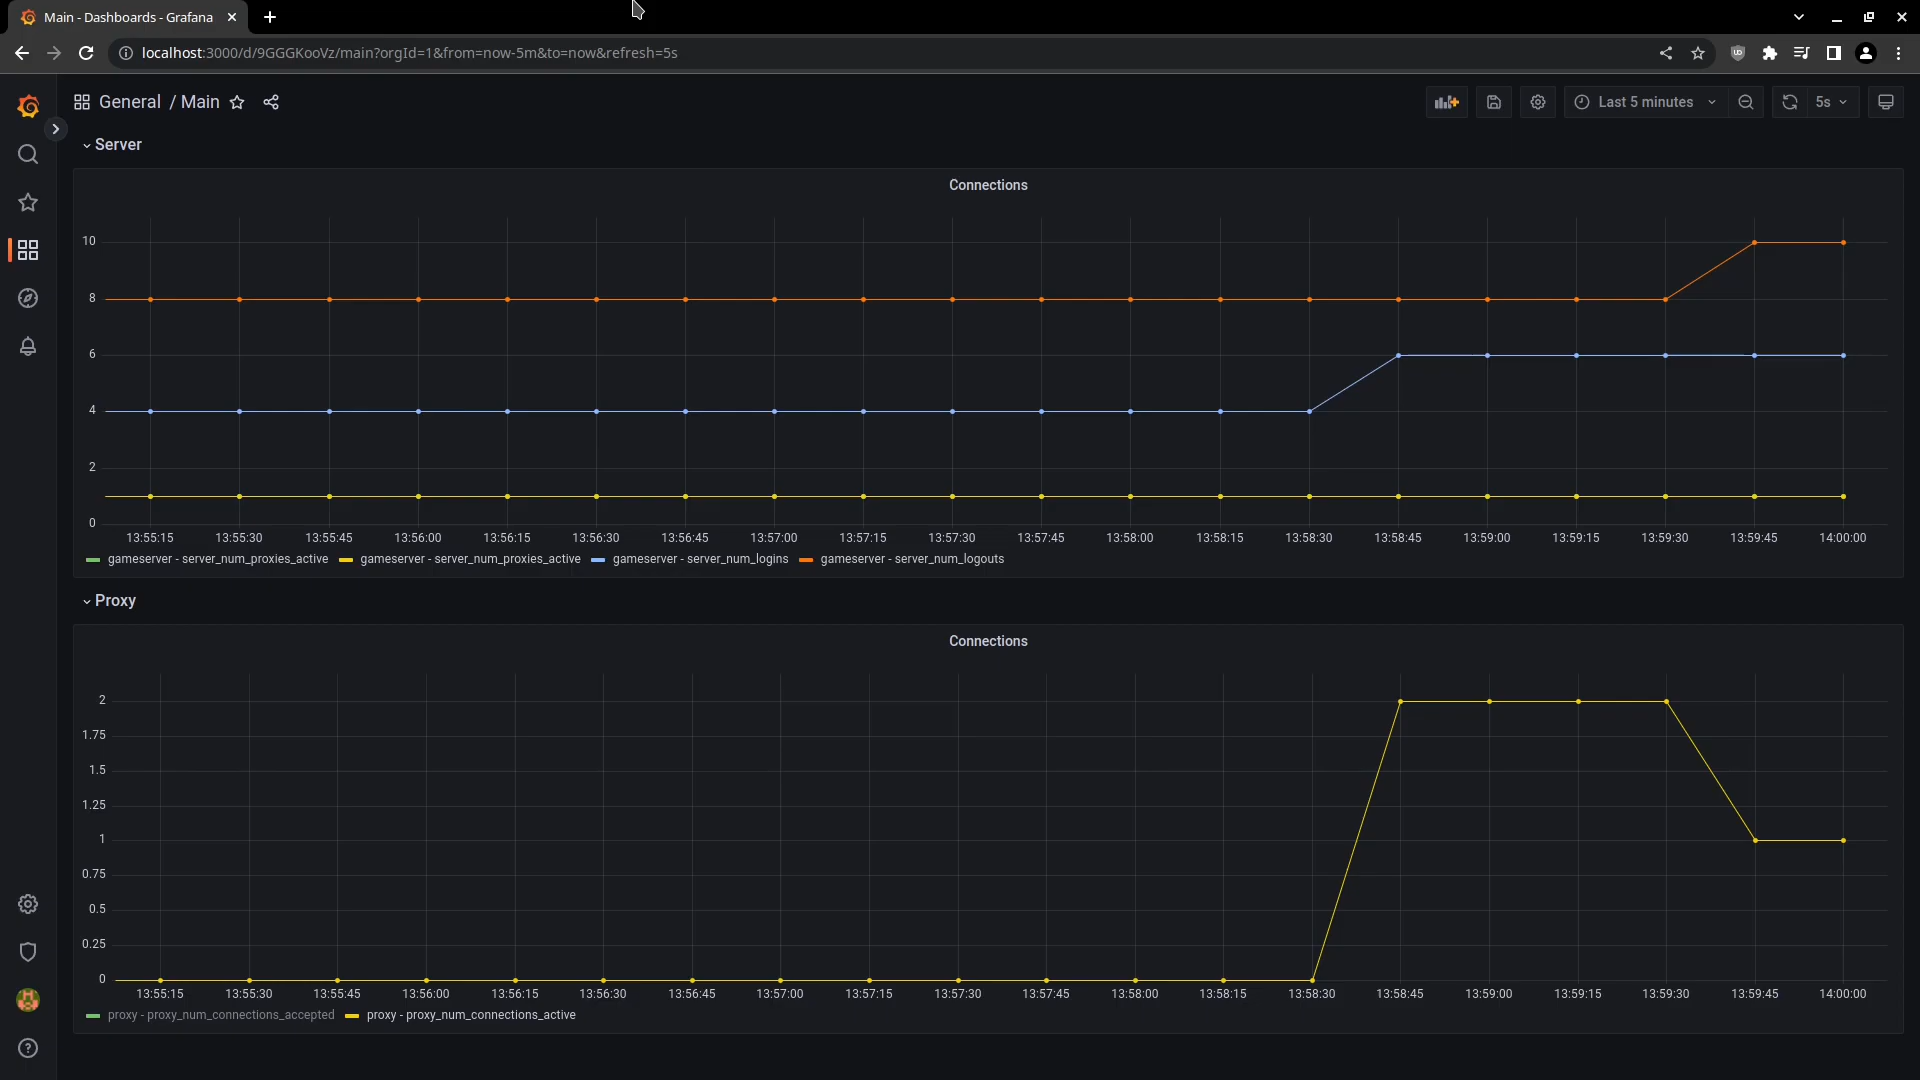 Main - Dashboards - Grafana
localhost:3000/d/9GGGKooVz/main?orgId=1&from=now-5m&to=now&refresh=5s
General / Main
Last 5 minutes
5s
Server
Connections
10
8
6
4
2
0
13:55:15 13:55:30 13:55:45 13:56:00 13:56:15 13:56:30 13:56:45 13:57:00 13:57:15 13:57:30 13:57:45 13:58:00 13:58:15 13:58:30 13:58:45 13:59:00 13:59:15 13:59:30 13:59:45 14:00:00
gameserver - server_num_proxies_active gameserver - server_num_proxies_active gameserver - server_num_logins gameserver - server_num_logouts
Proxy
Connections
2
1.75
1.5
1.25
1
0.75
0.5
0.25
0
13:55:15 13:55:30 13:55:45 13:56:00 13:56:15 13:56:30 13:56:45 13:57:00 13:57:15 13:57:30 13:57:45 13:58:00 13:58:15 13:58:30 13:58:45 13:59:00 13:59:15 13:59:30 13:59:45 14:00:00
proxy - proxy_num_connections_accepted proxy - proxy_num_connections_active